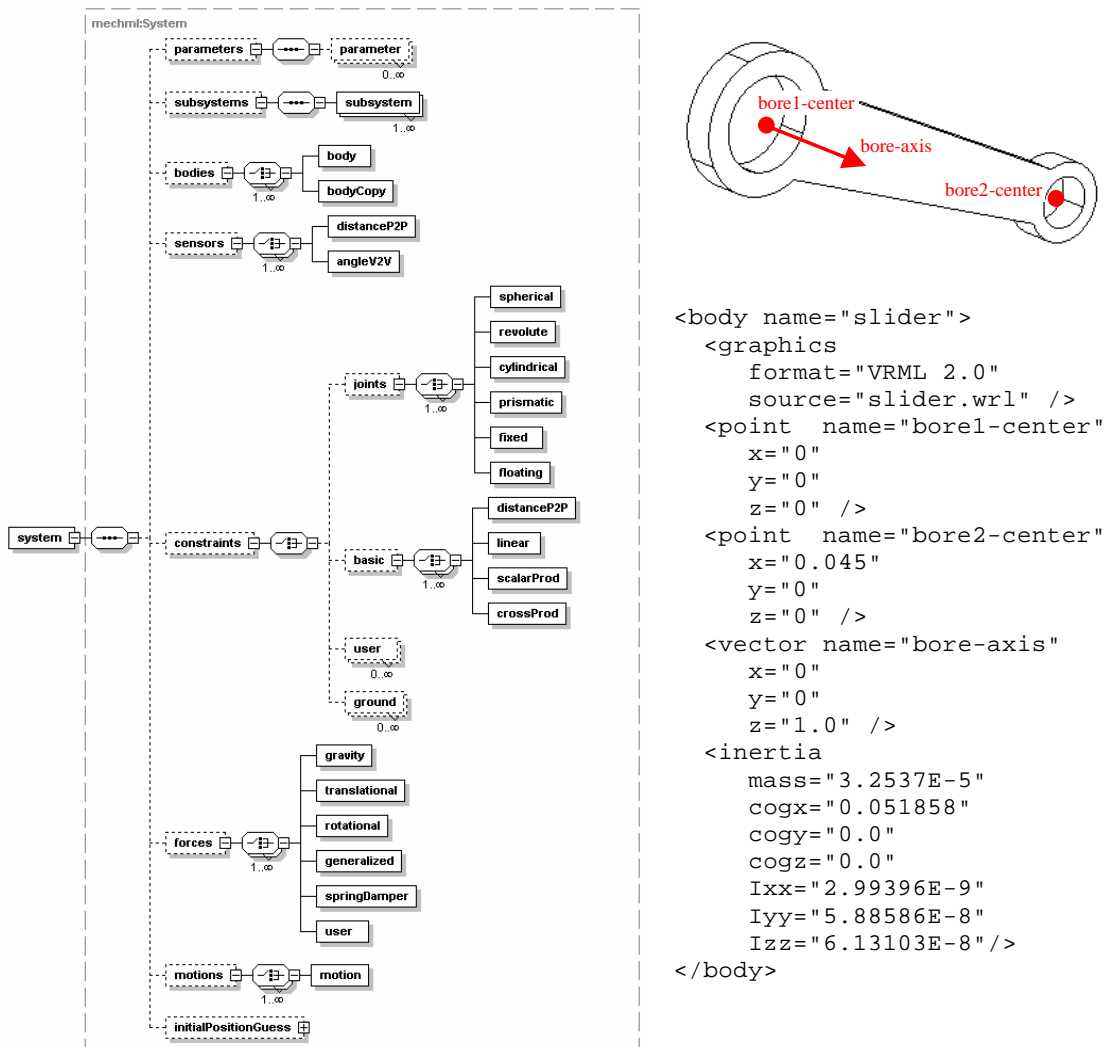 mechml:System
parameters
parameter
0..∞
subsystems
subsystem
1..∞
bodies
1..∞
body
bodyCopy
sensors
1..∞
distanceP2P
angleV2V
system
constraints
joints
1..∞
spherical
revolute
cylindrical
prismatic
fixed
floating
basic
1..∞
distanceP2P
linear
scalarProd
crossProd
user
0..∞
ground
0..∞
forces
1..∞
gravity
translational
rotational
generalized
springDamper
user
motions
1..∞
motion
initialPositionGuess
bore1-center
bore-axis
bore2-center
<body name="slider">
<graphics
format="VRML 2.0"
source="slider.wrl" />
<point name="bore1-center"
x="0"
y="0"
z="0" />
<point name="bore2-center"
x="0.045"
y="0"
z="0" />
<vector name="bore-axis"
x="0"
y="0"
z="1.0" />
<inertia
mass="3.2537E-5"
cogx="0.051858"
cogy="0.0"
cogz="0.0"
Ixx="2.99396E-9"
Iyy="5.88586E-8"
Izz="6.13103E-8"/>
</body>